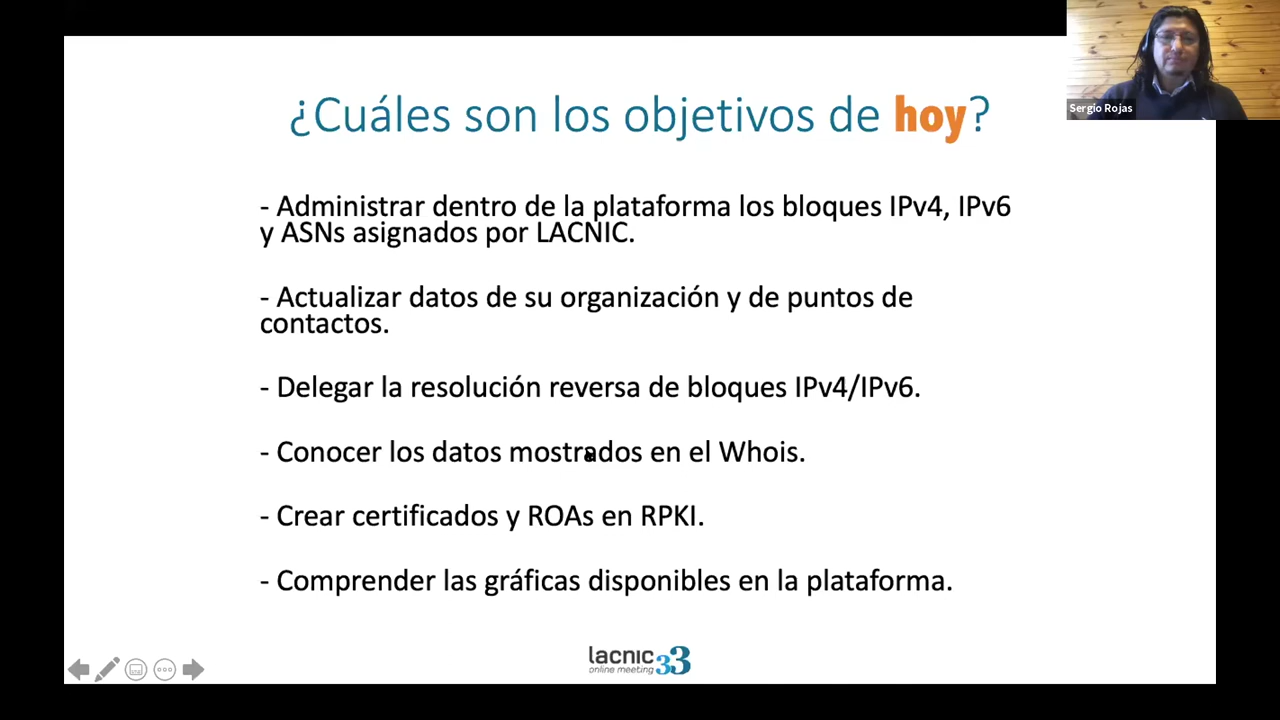 ¿Cuáles son los objetivos de hoy?
Sergio Rojas
- Administrar dentro de la plataforma los bloques IPv4, IPv6
y ASNs asignados por LACNIC.
- Actualizar datos de su organización y de puntos de
contactos.
- Delegar la resolución reversa de bloques IPv4/IPv6.
- Conocer los datos mostrados en el Whois.
- Crear certificados y ROAs en RPKI.
- Comprender las gráficas disponibles en la plataforma.
lacnic 33
online meeting